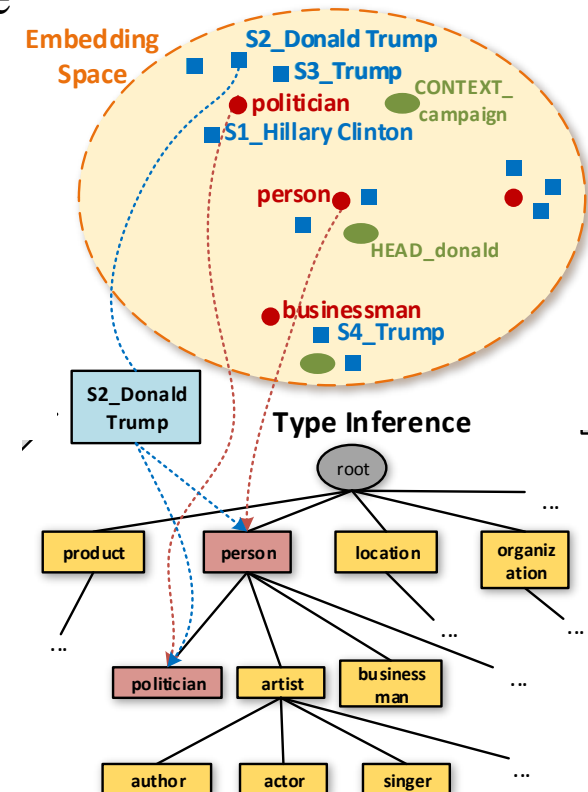 Embedding
Space
S2_Donald Trump
S3_Trump
CONTEXT_
campaign
politician
S1_Hillary Clinton
person
HEAD_donald
businessman
S4_Trump
S2_Donald
Trump
Type Inference
root
...
product
person
location
organiz
ation
...
...
...
politician
artist
business
man
...
...
author
actor
singer